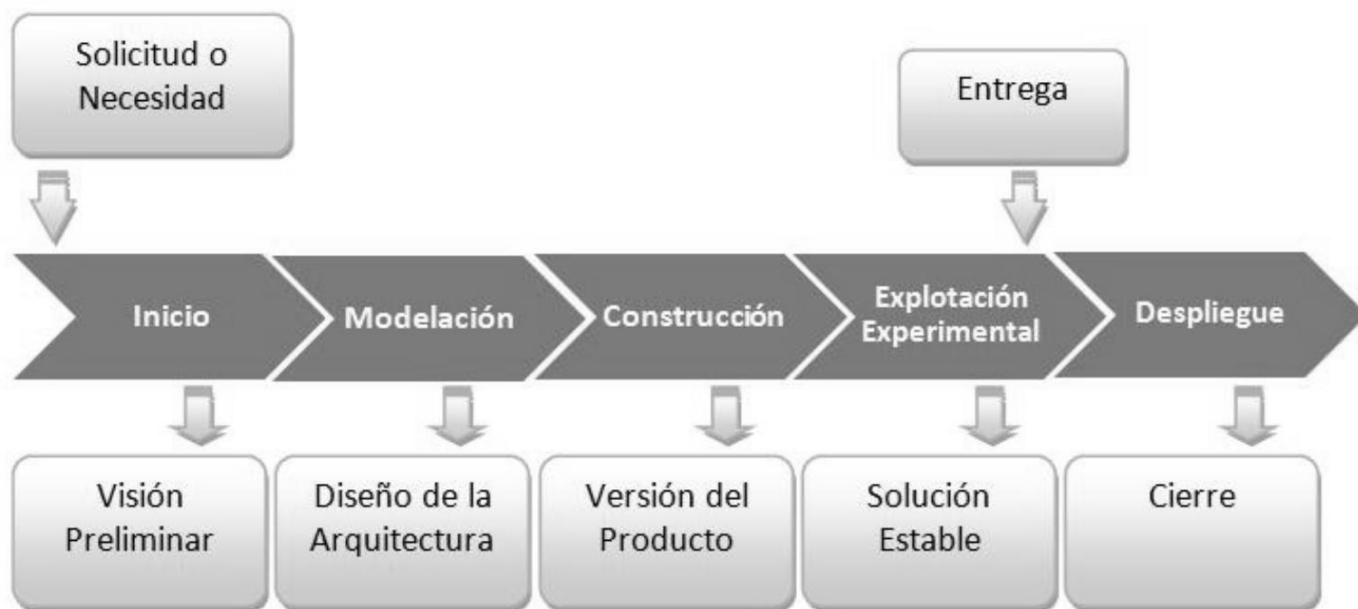 Solicitud o
Necesidad
Entrega
Inicio
Modelación
Construcción
Explotación
Experimental
Despliegue
Visión
Preliminar
Diseño de la
Arquitectura
Versión del
Producto
Solución
Estable
Cierre